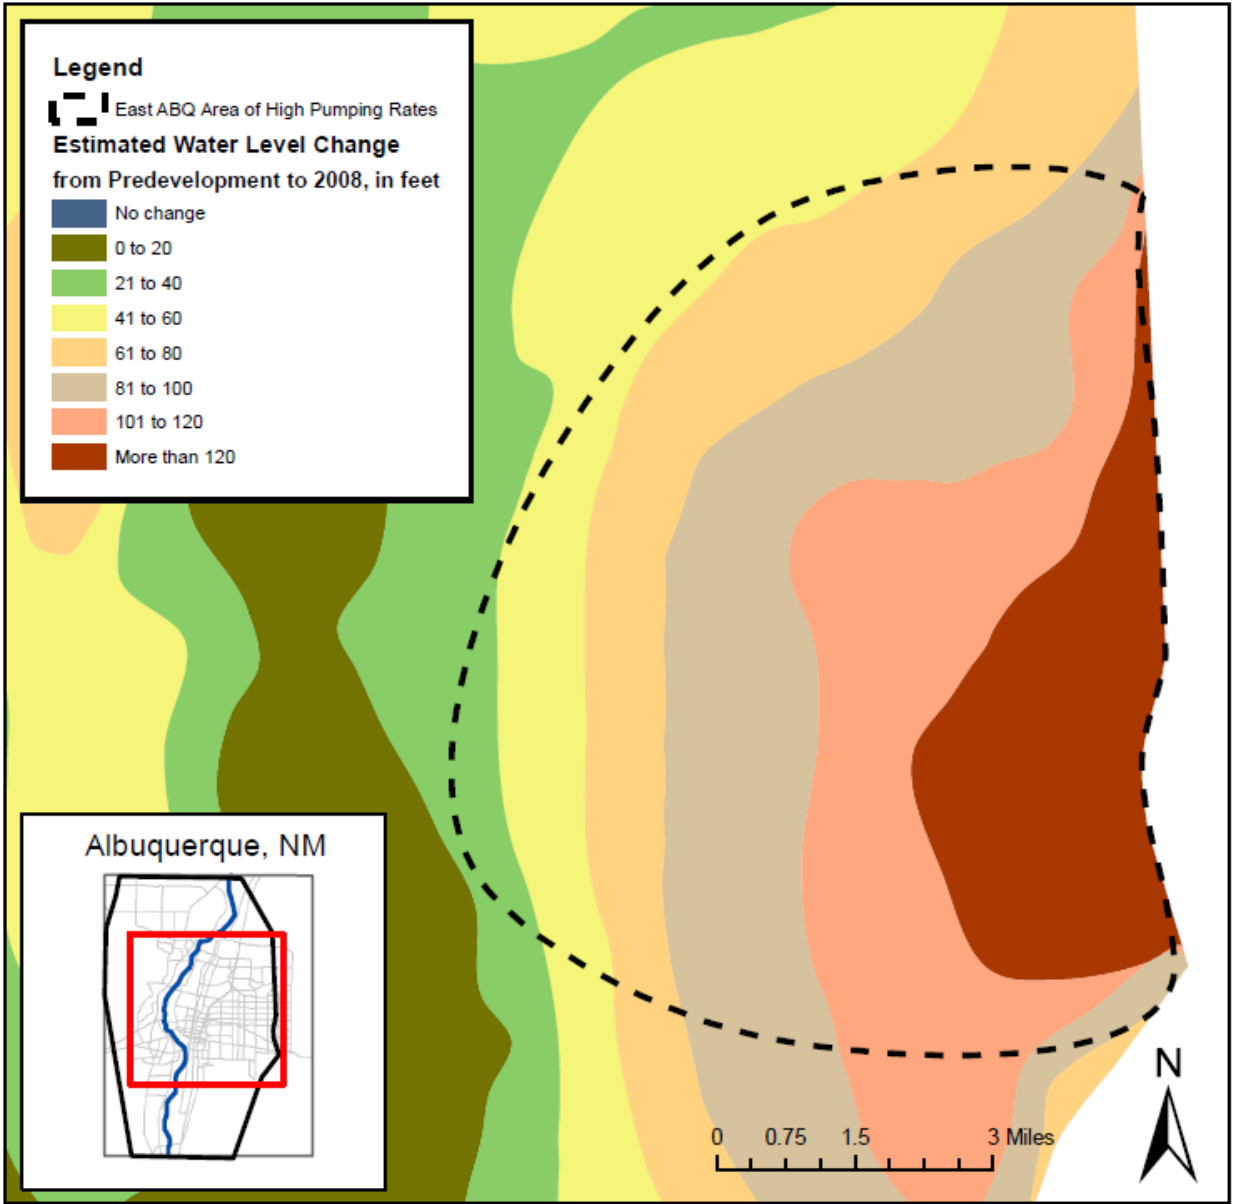 Legend
East ABQ Area of High Pumping Rates
Estimated Water Level Change
from Predevelopment to 2008, in feet
No change
0 to 20
21 to 40
41 to 60
61 to 80
81 to 100
101 to 120
More than 120
Albuquerque, NM
N
0 0.75 1.5 3 Miles